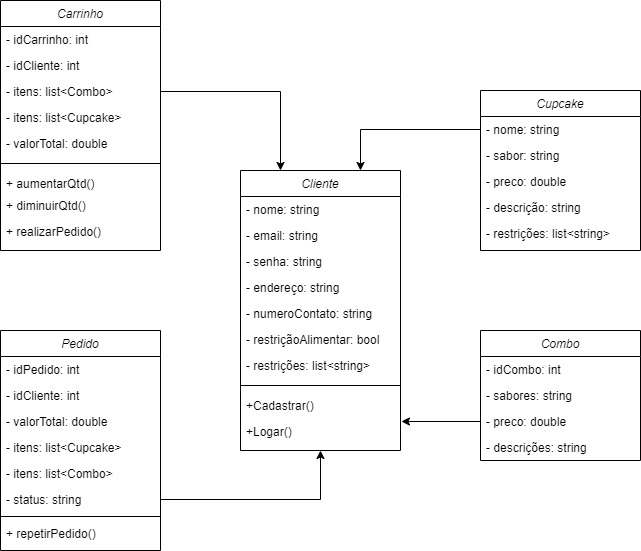 Carrinho
- idCarrinho: int
- idCliente: int
- itens: list<Combo>
- itens: list<Cupcake>
- valorTotal: double
+ aumentarQtd()
+ diminuirQtd()
+ realizarPedido()
Cupcake
- nome: string
- sabor: string
- preco: double
- descrição: string
- restrições: list<string>
Cliente
- nome: string
- email: string
- senha: string
- endereço: string
- numeroContato: string
- restriçãoAlimentar: bool
- restrições: list<string>
+Cadastrar()
+Logar()
Pedido
- idPedido: int
- idCliente: int
- valorTotal: double
- itens: list<Cupcake>
- itens: list<Combo>
- status: string
+ repetirPedido()
Combo
- idCombo: int
- sabores: string
- preco: double
- descrições: string